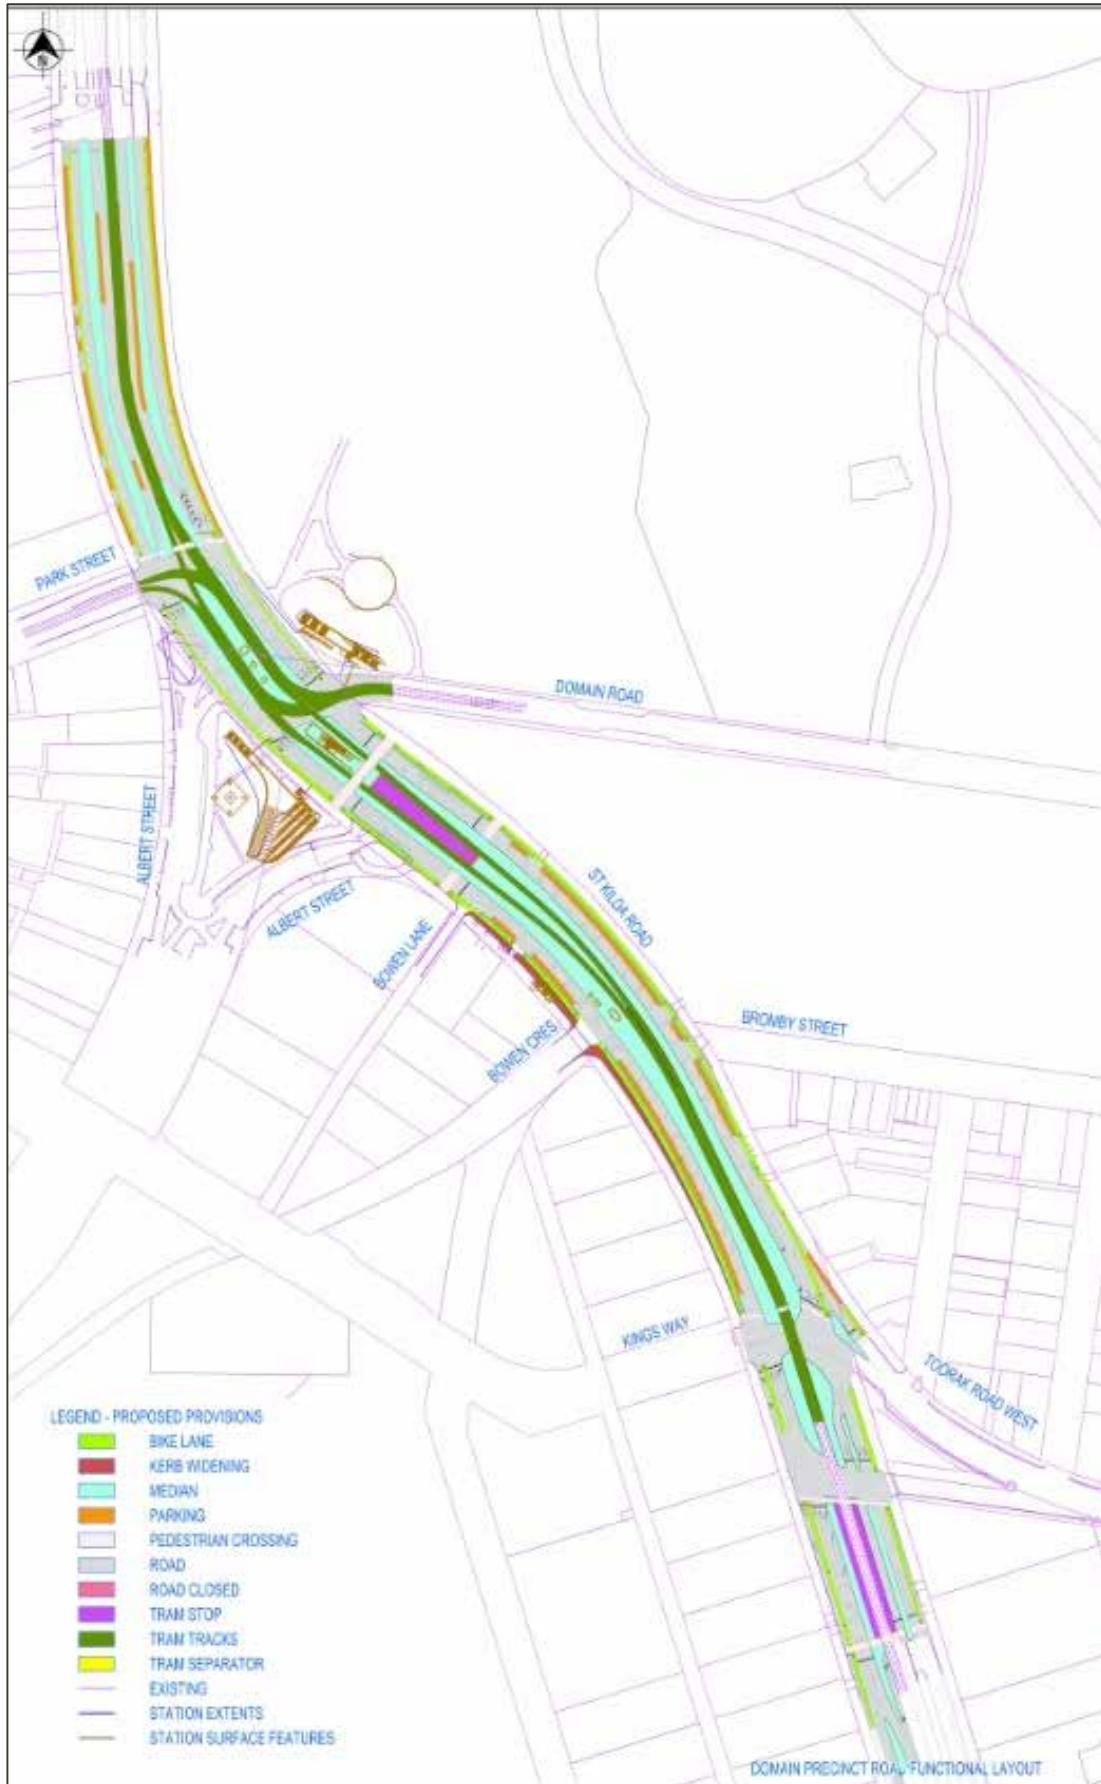 N
PARK STREET
DOMAIN ROAD
ALBERT STREET
ST KILDA ROAD
ALBERT STREET
BOWEN LANE
BROMBY STREET
BOWEN CRES
KINGS WAY
TOORAK ROAD WEST
LEGEND - PROPOSED PROVISIONS
BIKE LANE
KERB WIDENING
MEDIAN
PARKING
PEDESTRIAN CROSSING
ROAD
ROAD CLOSED
TRAM STOP
TRAM TRACKS
TRAM SEPARATOR
EXISTING
STATION EXTENTS
STATION SURFACE FEATURES
DOMAIN PRECINCT ROAD FUNCTIONAL LAYOUT